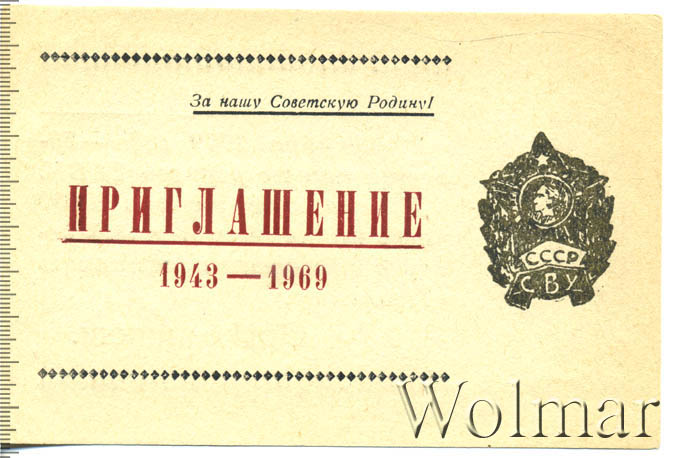 За нашу Советскую Родину!
ПРИГЛАШЕНИЕ
1943—1969
СССР
СВУ
Wolmar